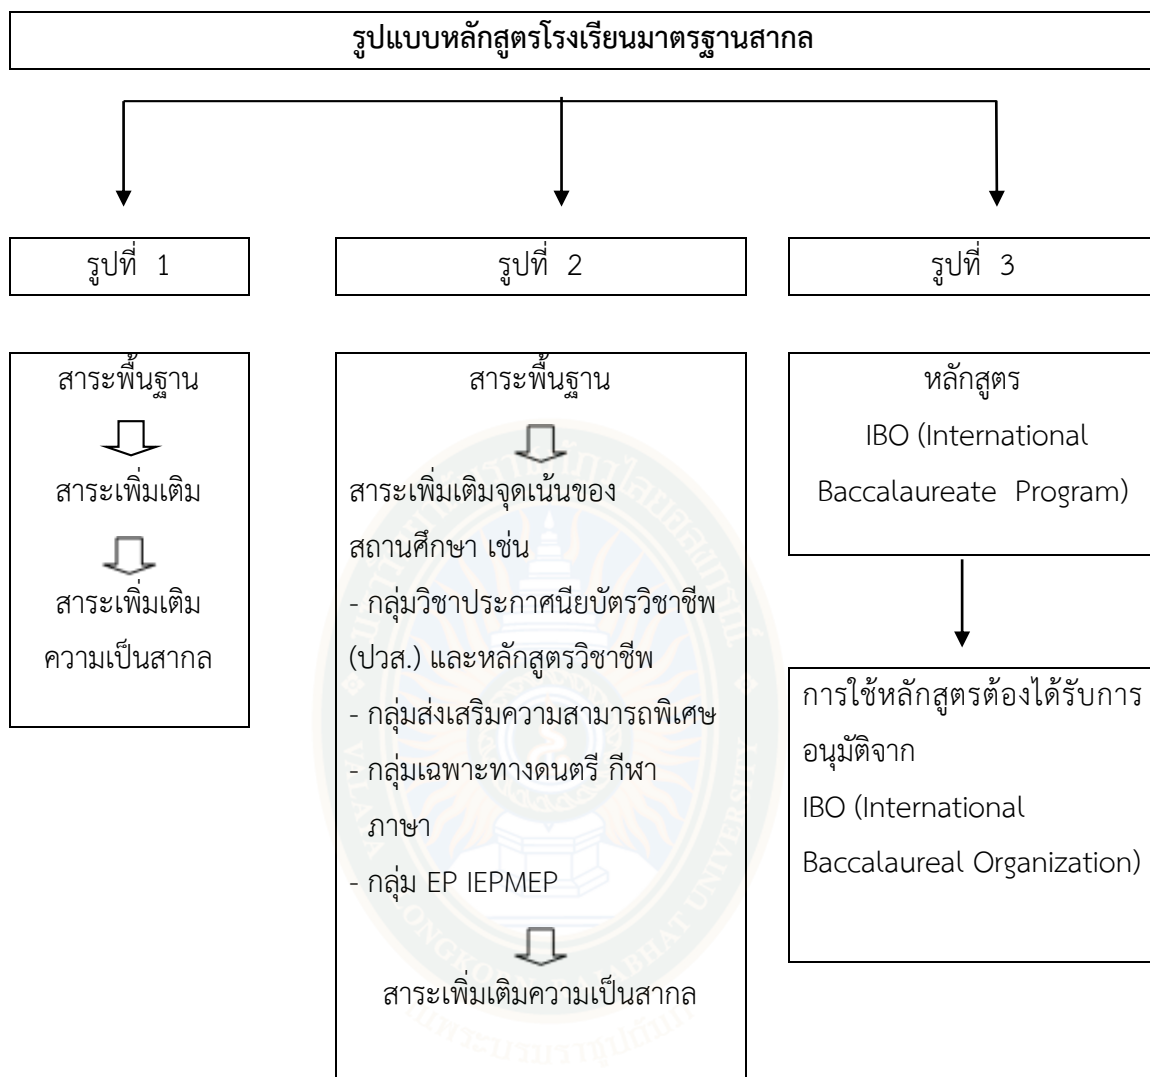 รูปแบบหลักสูตรโรงเรียนมาตรฐานสากล
รูปที่ 1
สาระพื้นฐาน
สาระเพิ่มเติม
สาระเพิ่มเติม
ความเป็นสากล
รูปที่ 2
สาระพื้นฐาน
สาระเพิ่มเติมจุดเน้นของ
สถานศึกษา เช่น
- กลุ่มวิชาประกาศนียบัตรวิชาชีพ
(ปวส.) และหลักสูตรวิชาชีพ
- กลุ่มส่งเสริมความสามารถพิเศษ
- กลุ่มเฉพาะทางดนตรี กีฬา
ภาษา
- กลุ่ม EP IEPMEP
สาระเพิ่มเติมความเป็นสากล
รูปที่ 3
หลักสูตร
IBO (International
Baccalaureate Program)
การใช้หลักสูตรต้องได้รับการ
อนุมัติจาก
IBO (International
Baccalaureal Organization)